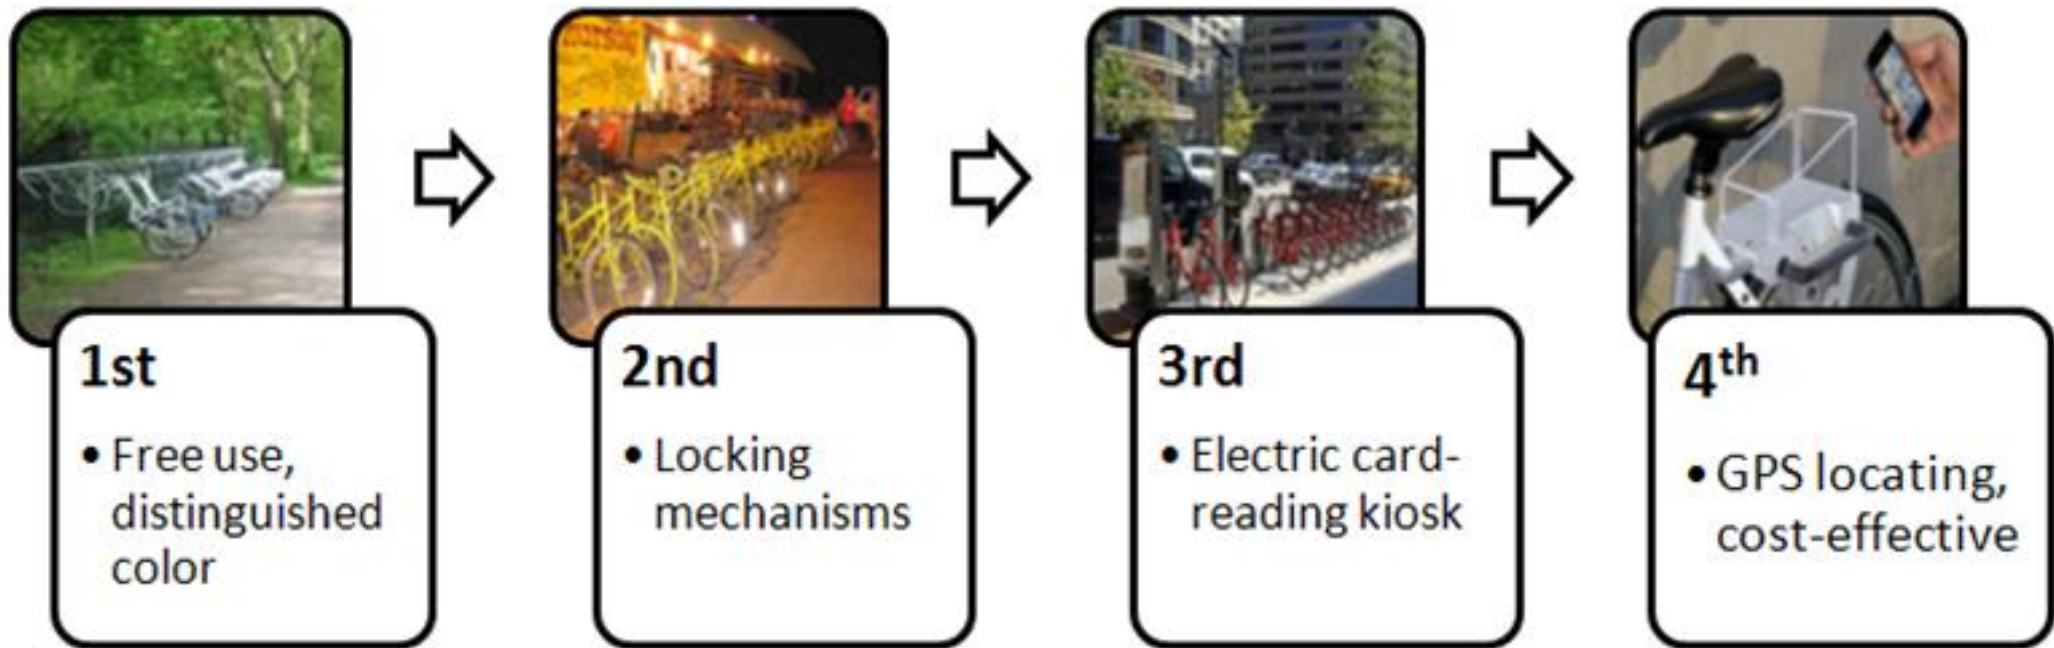 1st
• Free use,
distinguished
color
2nd
• Locking
mechanisms
3rd
• Electric card-
reading kiosk
4th
• GPS locating,
cost-effective